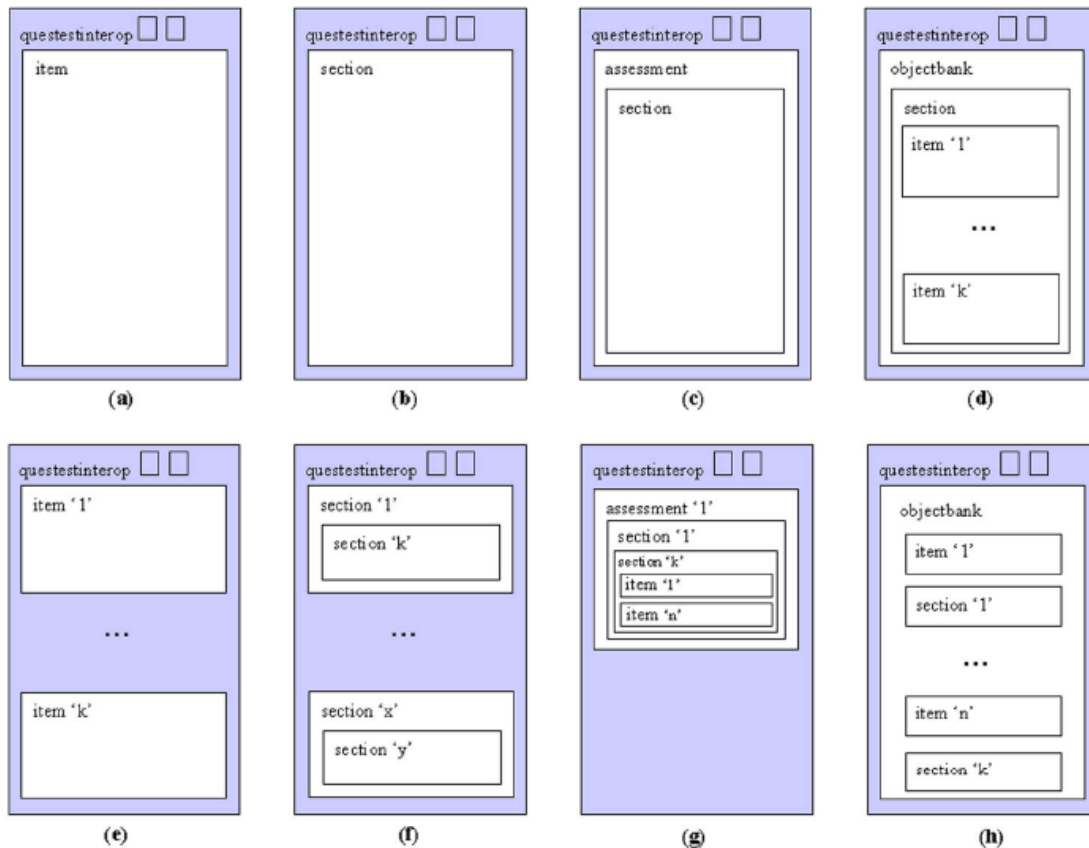 questestinterop
item
(a)
questestinterop
section
(b)
questestinterop
assessment
section
(c)
questestinterop
objectbank
section
item ‘1’
...
item ‘k’
(d)
questestinterop
item ‘1’
...
item ‘k’
(e)
questestinterop
section ‘1’
section ‘k’
...
section ‘x’
section ‘y’
(f)
questestinterop
assessment ‘1’
section ‘1’
section ‘k’
item ‘1’
item ‘n’
(g)
questestinterop
objectbank
item ‘1’
section ‘1’
...
item ‘n’
section ‘k’
(h)